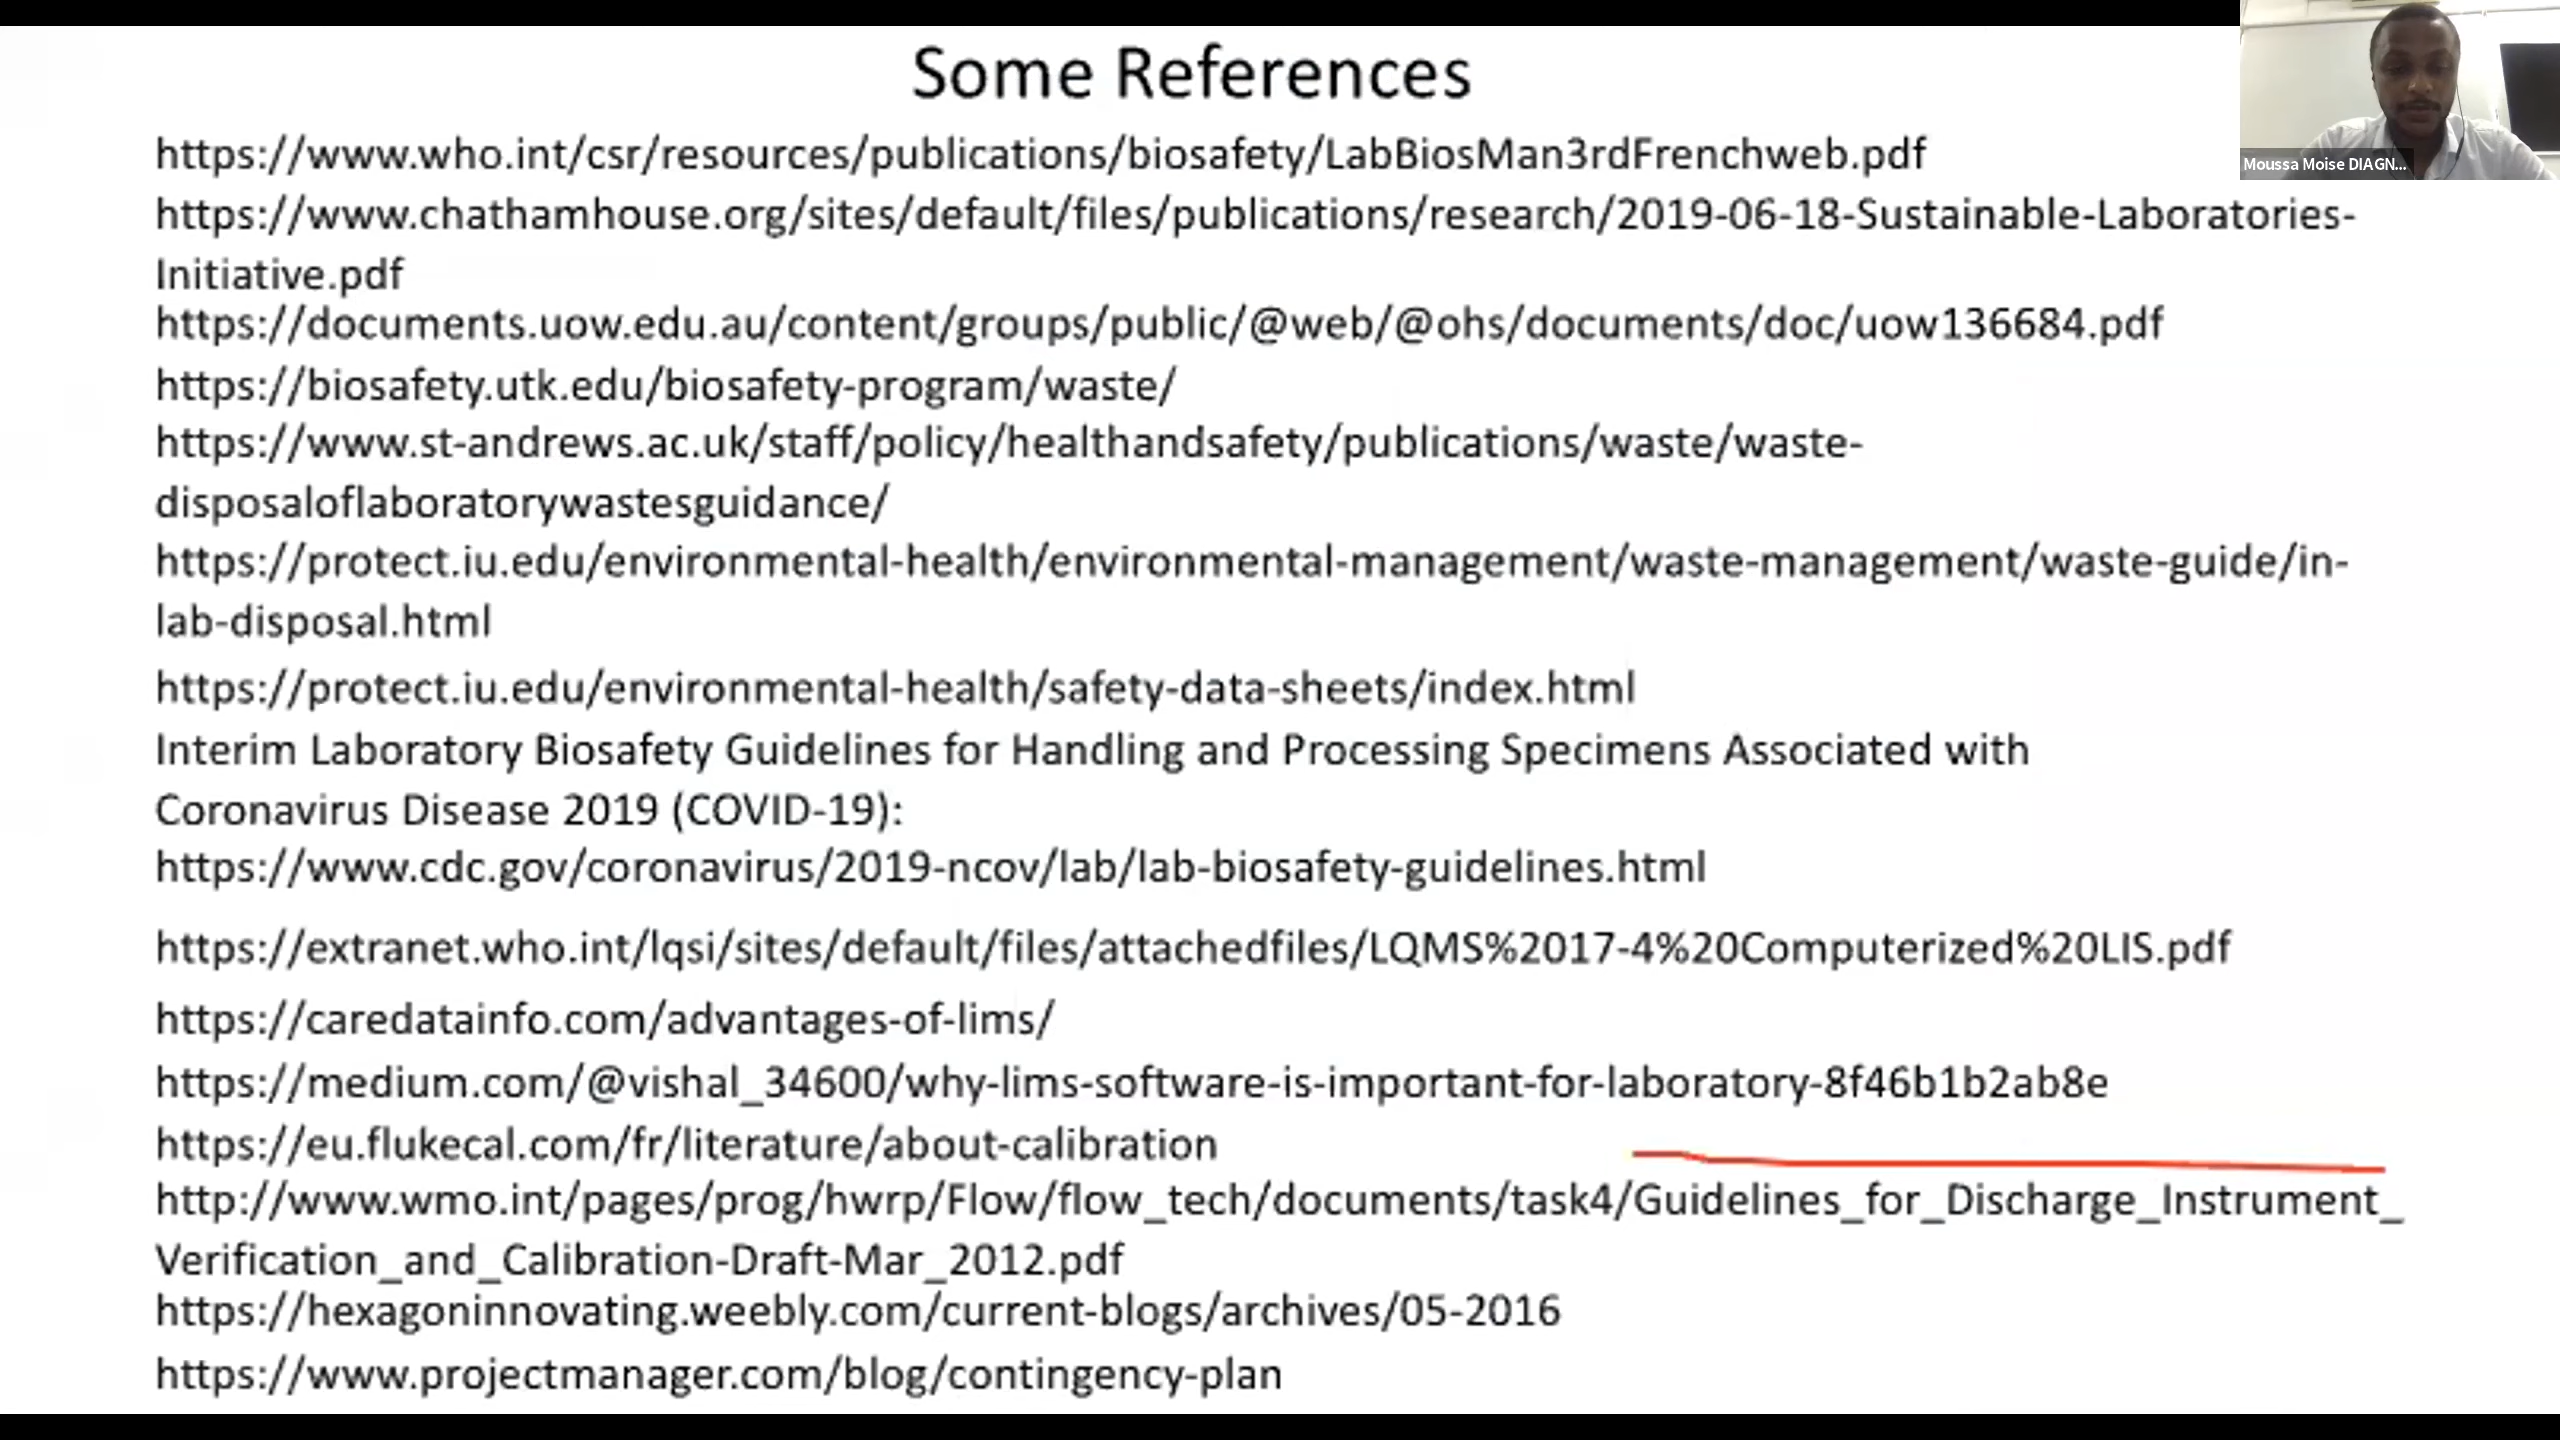 Some References
https://www.who.int/csr/resources/publications/biosafety/LabBiosMan3rdFrenchweb.pdf
Moussa Moise DIAGN...
https://www.chathamhouse.org/sites/default/files/publications/research/2019-06-18-Sustainable-Laboratories-
Initiative.pdf
https://documents.uow.edu.au/content/groups/public/@web/@ohs/documents/doc/uow136684.pdf
https://biosafety.utk.edu/biosafety-program/waste/
https://www.st-andrews.ac.uk/staff/policy/healthandsafety/publications/waste/waste-
disposaloflaboratorywastesguidance/
https://protect.iu.edu/environmental-health/environmental-management/waste-management/waste-guide/in-
lab-disposal.html
https://protect.iu.edu/environmental-health/safety-data-sheets/index.html
Interim Laboratory Biosafety Guidelines for Handling and Processing Specimens Associated with
Coronavirus Disease 2019 (COVID-19):
https://www.cdc.gov/coronavirus/2019-ncov/lab/lab-biosafety-guidelines.html
https://extranet.who.int/lqsi/sites/default/files/attachedfiles/LQMS%2017-4%20Computerized%20LIS.pdf
https://caredatainfo.com/advantages-of-lims/
https://medium.com/@vishal_34600/why-lims-software-is-important-for-laboratory-8f46b1b2ab8e
https://eu.flukecal.com/fr/literature/about-calibration
http://www.wmo.int/pages/prog/hwrp/Flow/flow_tech/documents/task4/Guidelines_for_Discharge_Instrument_
Verification_and_Calibration-Draft-Mar_2012.pdf
https://hexagoninnovating.weebly.com/current-blogs/archives/05-2016
https://www.projectmanager.com/blog/contingency-plan